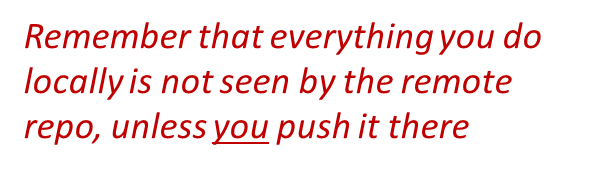 Remember that everything you do
locally is not seen by the remote
repo, unless you push it there